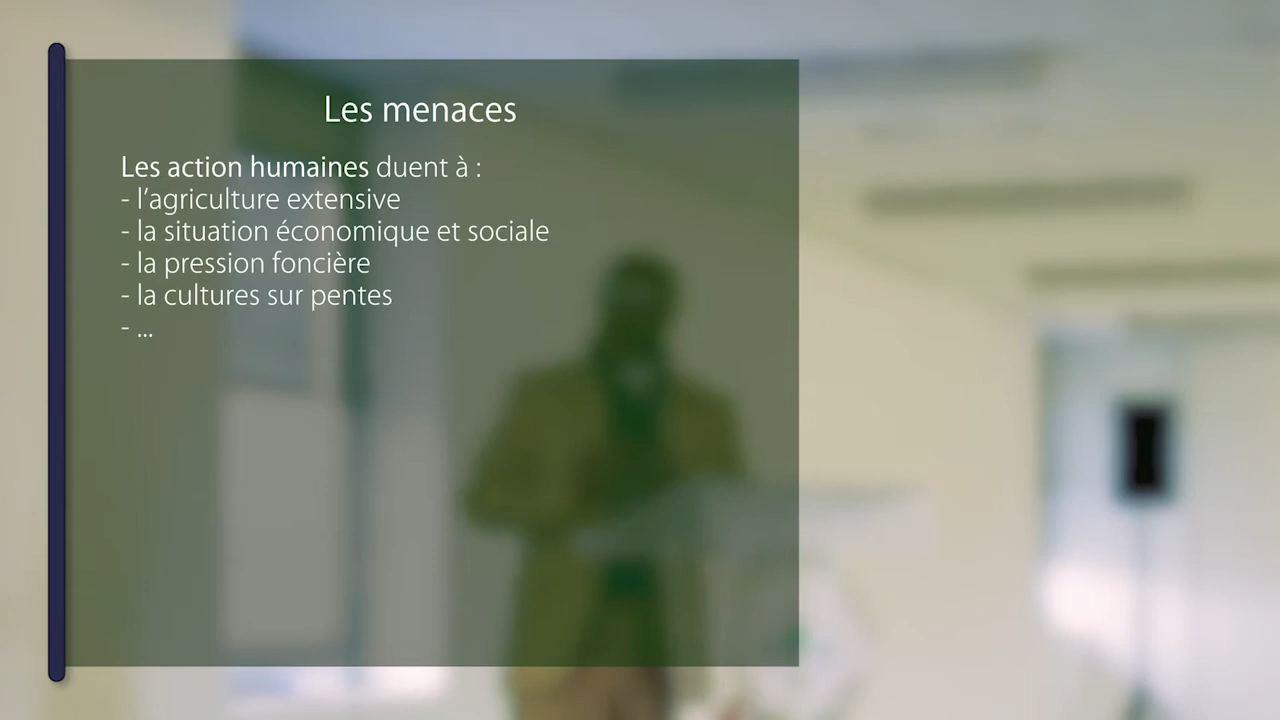 Les menaces
Les action humaines duent à :
- l’agriculture extensive
- la situation économique et sociale
- la pression foncière
- la cultures sur pentes
- ...